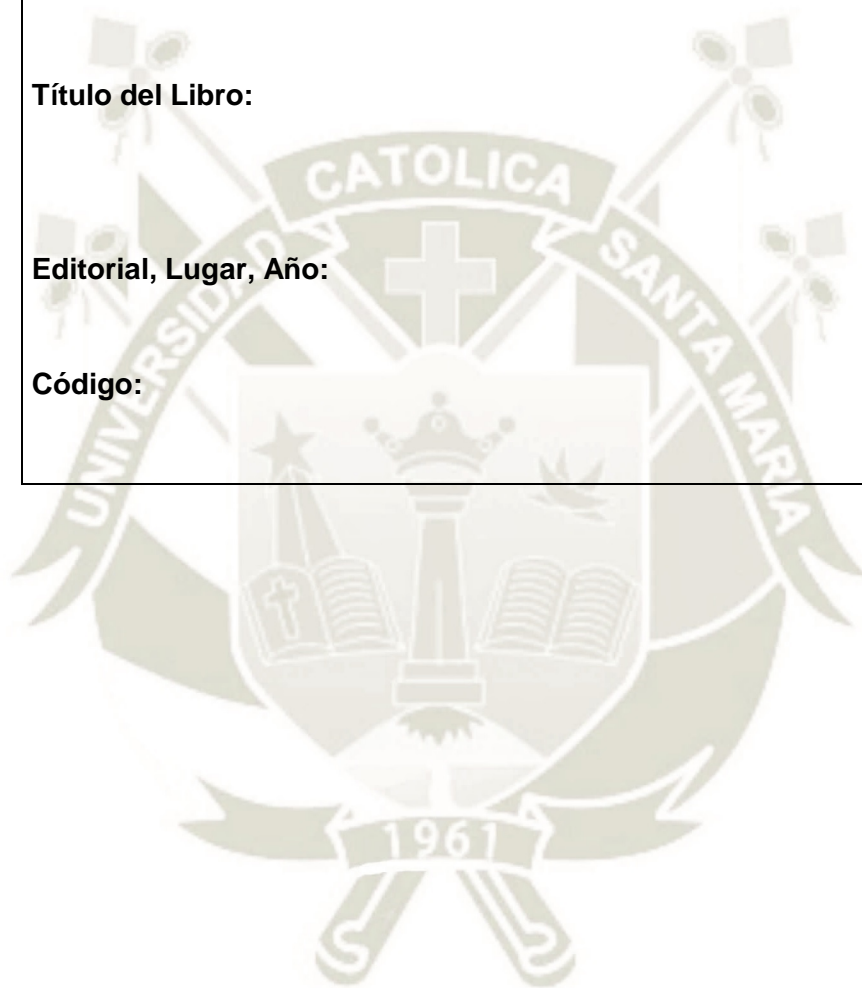 Título del Libro:
CATOLICA
UNIVERSIDAD
SANTA MARIA
Editorial, Lugar, Año:
Código:
1961